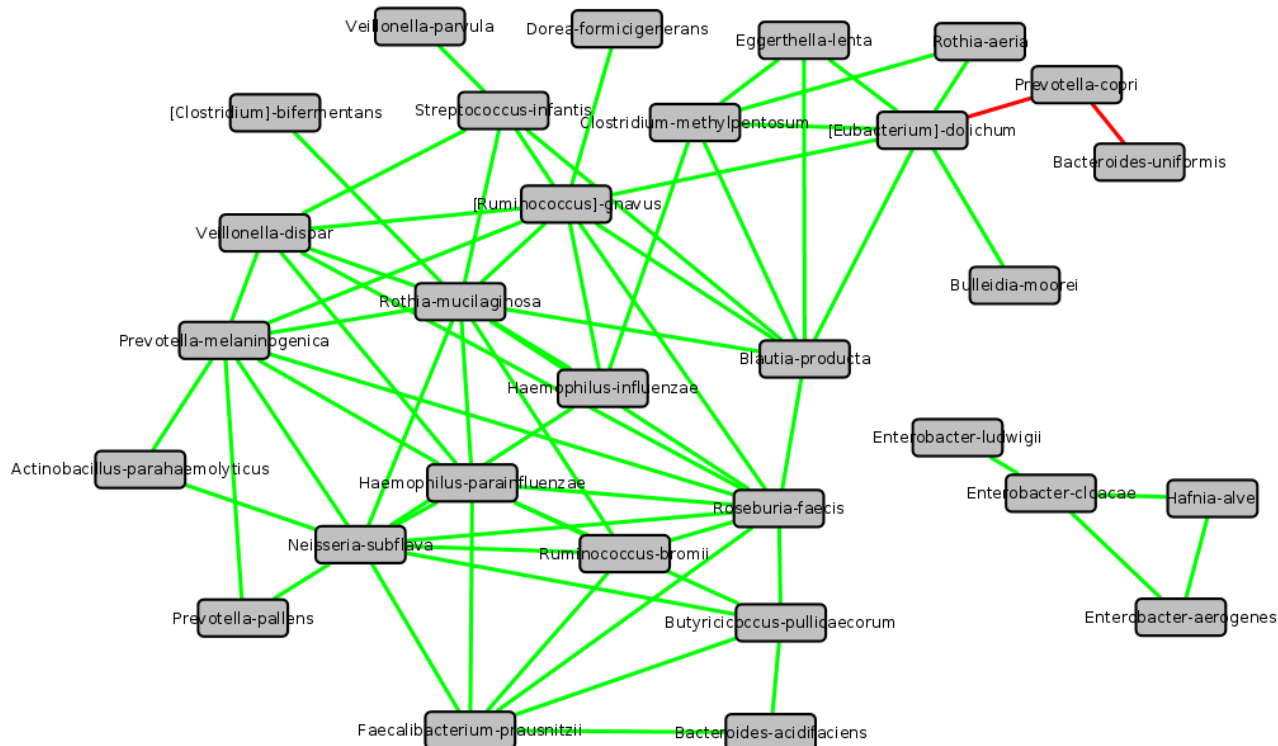 Veillonella-parvula
Dorea-formicigenerans
Eggerthella-lenta
Rothia-aeria
Prevotella-copri
[Clostridium]-bifermentans
Streptococcus-infantis
Clostridium-methylpentosum
[Eubacterium]-dolichum
Bacteroides-uniformis
[Ruminococcus]-gnavus
Veillonella-dispar
Bulleidia-moorei
Rothia-mucilaginosa
Prevotella-melaninogenica
Blautia-producta
Haemophilus-influenzae
Enterobacter-ludwigii
Actinobacillus-parahaemolyticus
Haemophilus-parainfluenzae
Enterobacter-cloacae
Hafnia-alvei
Roseburia-faecis
Neisseria-subflava
Ruminococcus-bromii
Prevotella-pallens
Butyricicoccus-pullicaecorum
Enterobacter-aerogenes
Faecalibacterium-prausnitzii
Bacteroides-acidifaciens